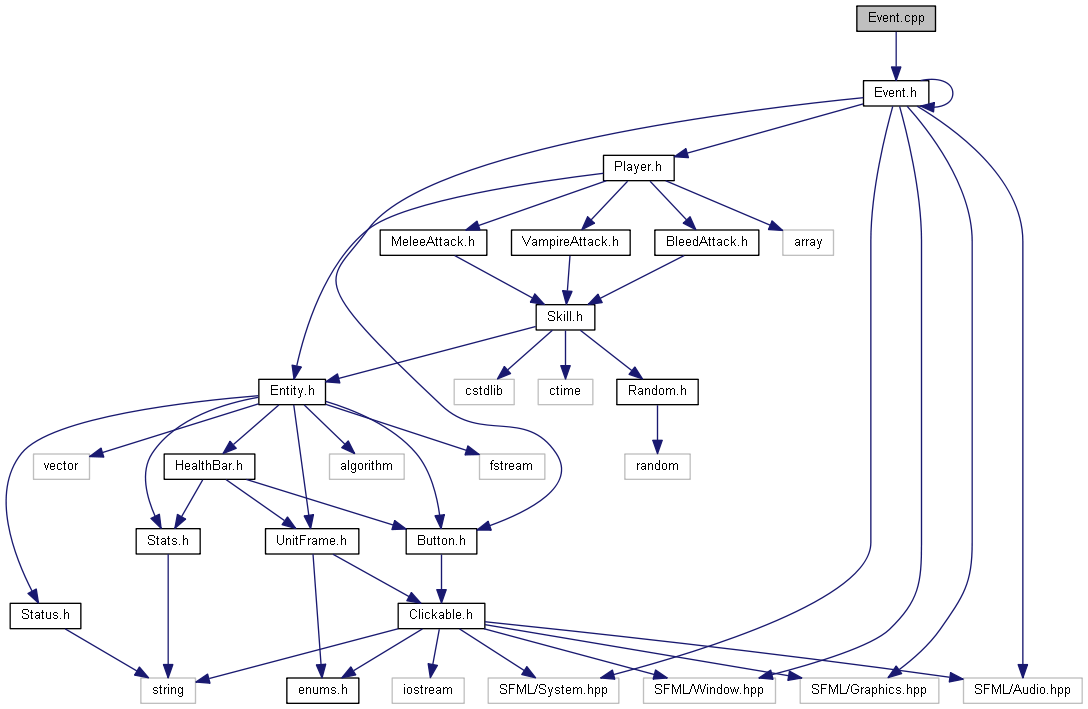 Event.cpp
Event.h
Player.h
MeleeAttack.h
VampireAttack.h
BleedAttack.h
array
Skill.h
Entity.h
cstdlib
ctime
Random.h
vector
HealthBar.h
algorithm
fstream
random
Stats.h
UnitFrame.h
Button.h
Status.h
Clickable.h
string
enums.h
iostream
SFML/System.hpp
SFML/Window.hpp
SFML/Graphics.hpp
SFML/Audio.hpp